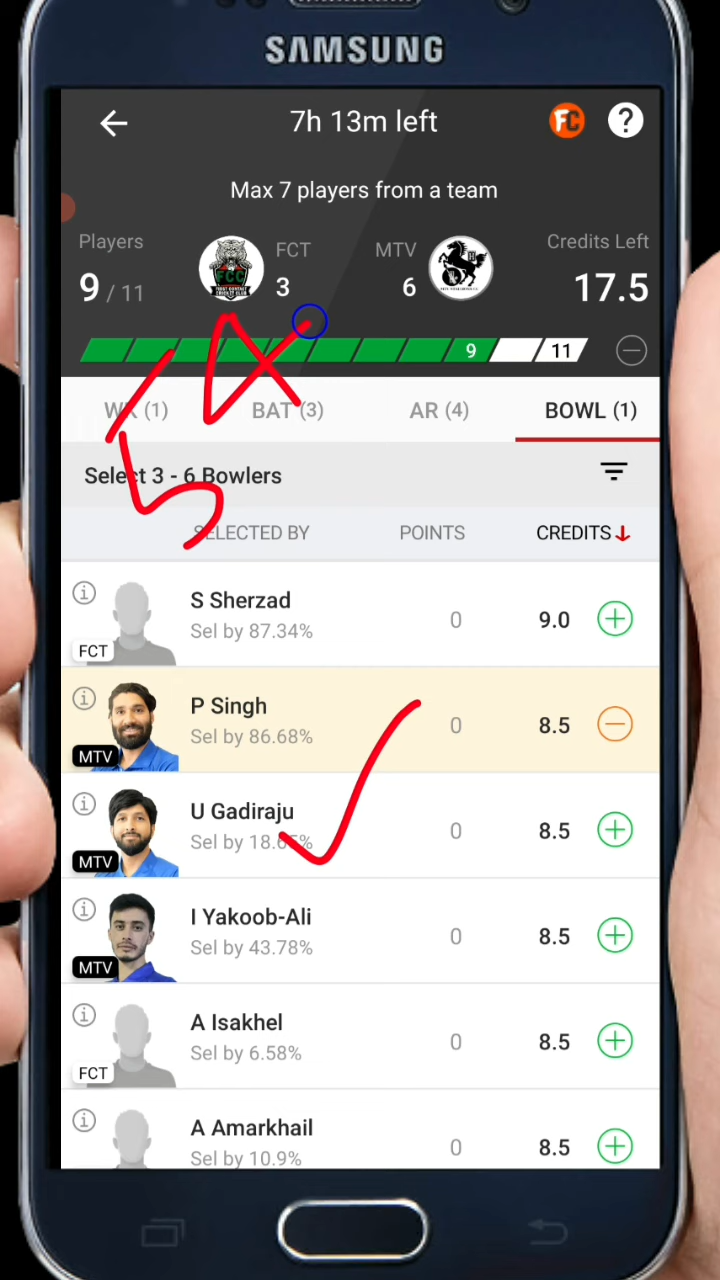 SAMSUNG
7h 13m left
FC ?
Max 7 players from a team
Players FCT MTV Credits Left
9 / 11 3 6 17.5
9 11
WK (1) BAT (3) AR (4) BOWL (1)
Select 3 - 6 Bowlers
SELECTED BY POINTS CREDITS
S Sherzad
Sel by 87.34% 0 9.0
FCT
P Singh
Sel by 86.68% 0 8.5
MTV
U Gadiraju
Sel by 18.65% 0 8.5
MTV
I Yakoob-Ali
Sel by 43.78% 0 8.5
MTV
A Isakhel
Sel by 6.58% 0 8.5
FCT
A Amarkhail
Sel by 10.9% 0 8.5